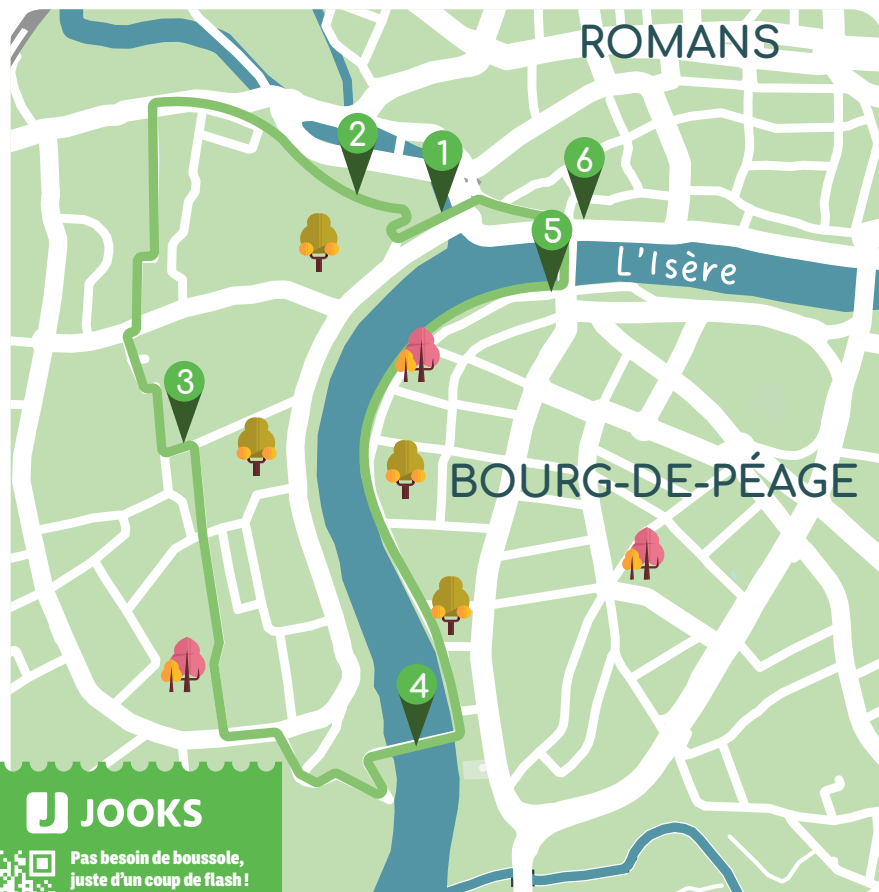 ROMANS
2
1
6
5
L'Isère
3
BOURG-DE-PÉAGE
4
J JOOKS
Pas besoin de boussole,
juste d'un coup de flash !